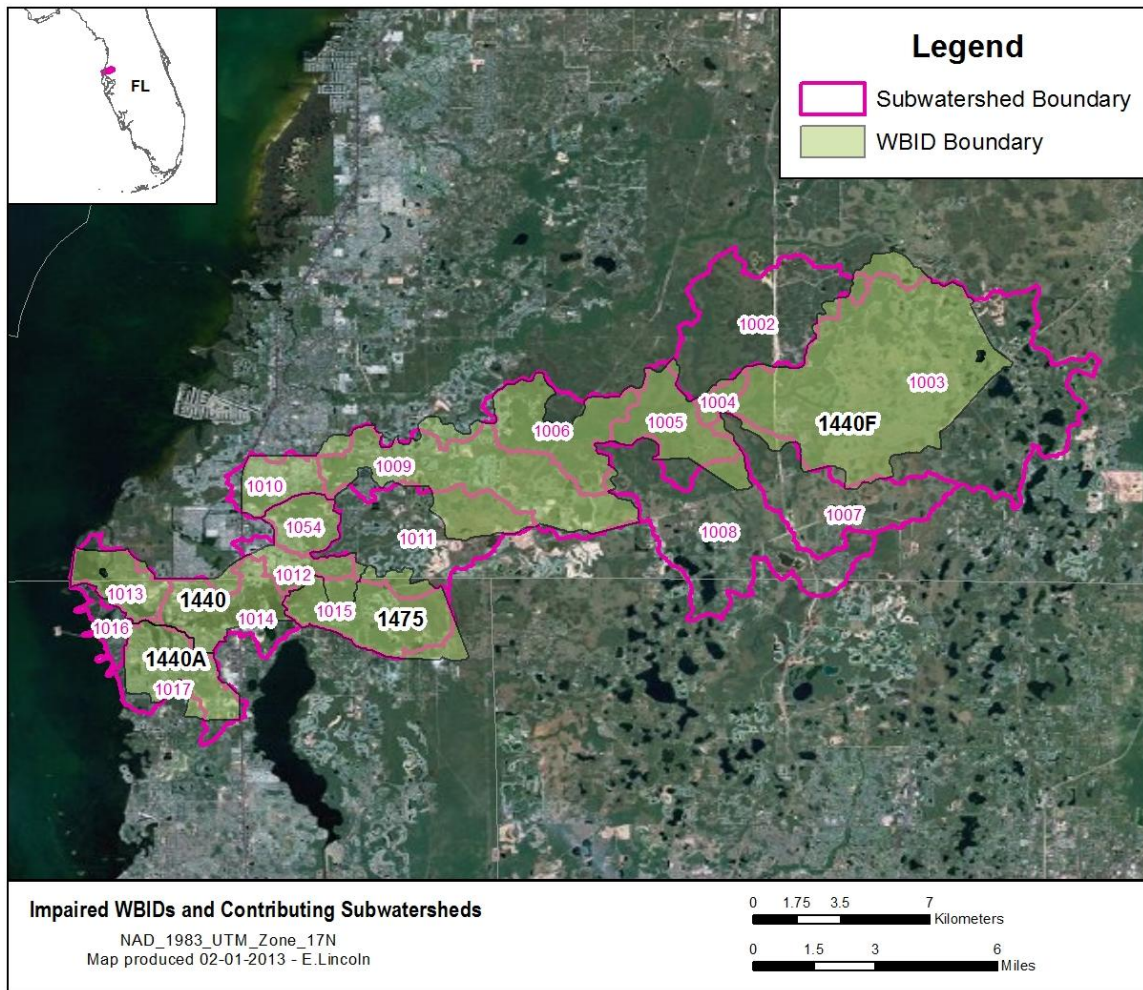 FL
Legend
Subwatershed Boundary
WBID Boundary
1002
1003
1004
1005
1006
1440F
1009
1010
1007
1054
1011
1008
1012
1013
1440
1014
1015
1475
1016
1440A
1017
Impaired WBIDs and Contributing Subwatersheds
NAD_1983_UTM_Zone_17N
Map produced 02-01-2013 - E.Lincoln
0 1.75 3.5 7
Kilometers
0 1.5 3 6
Miles